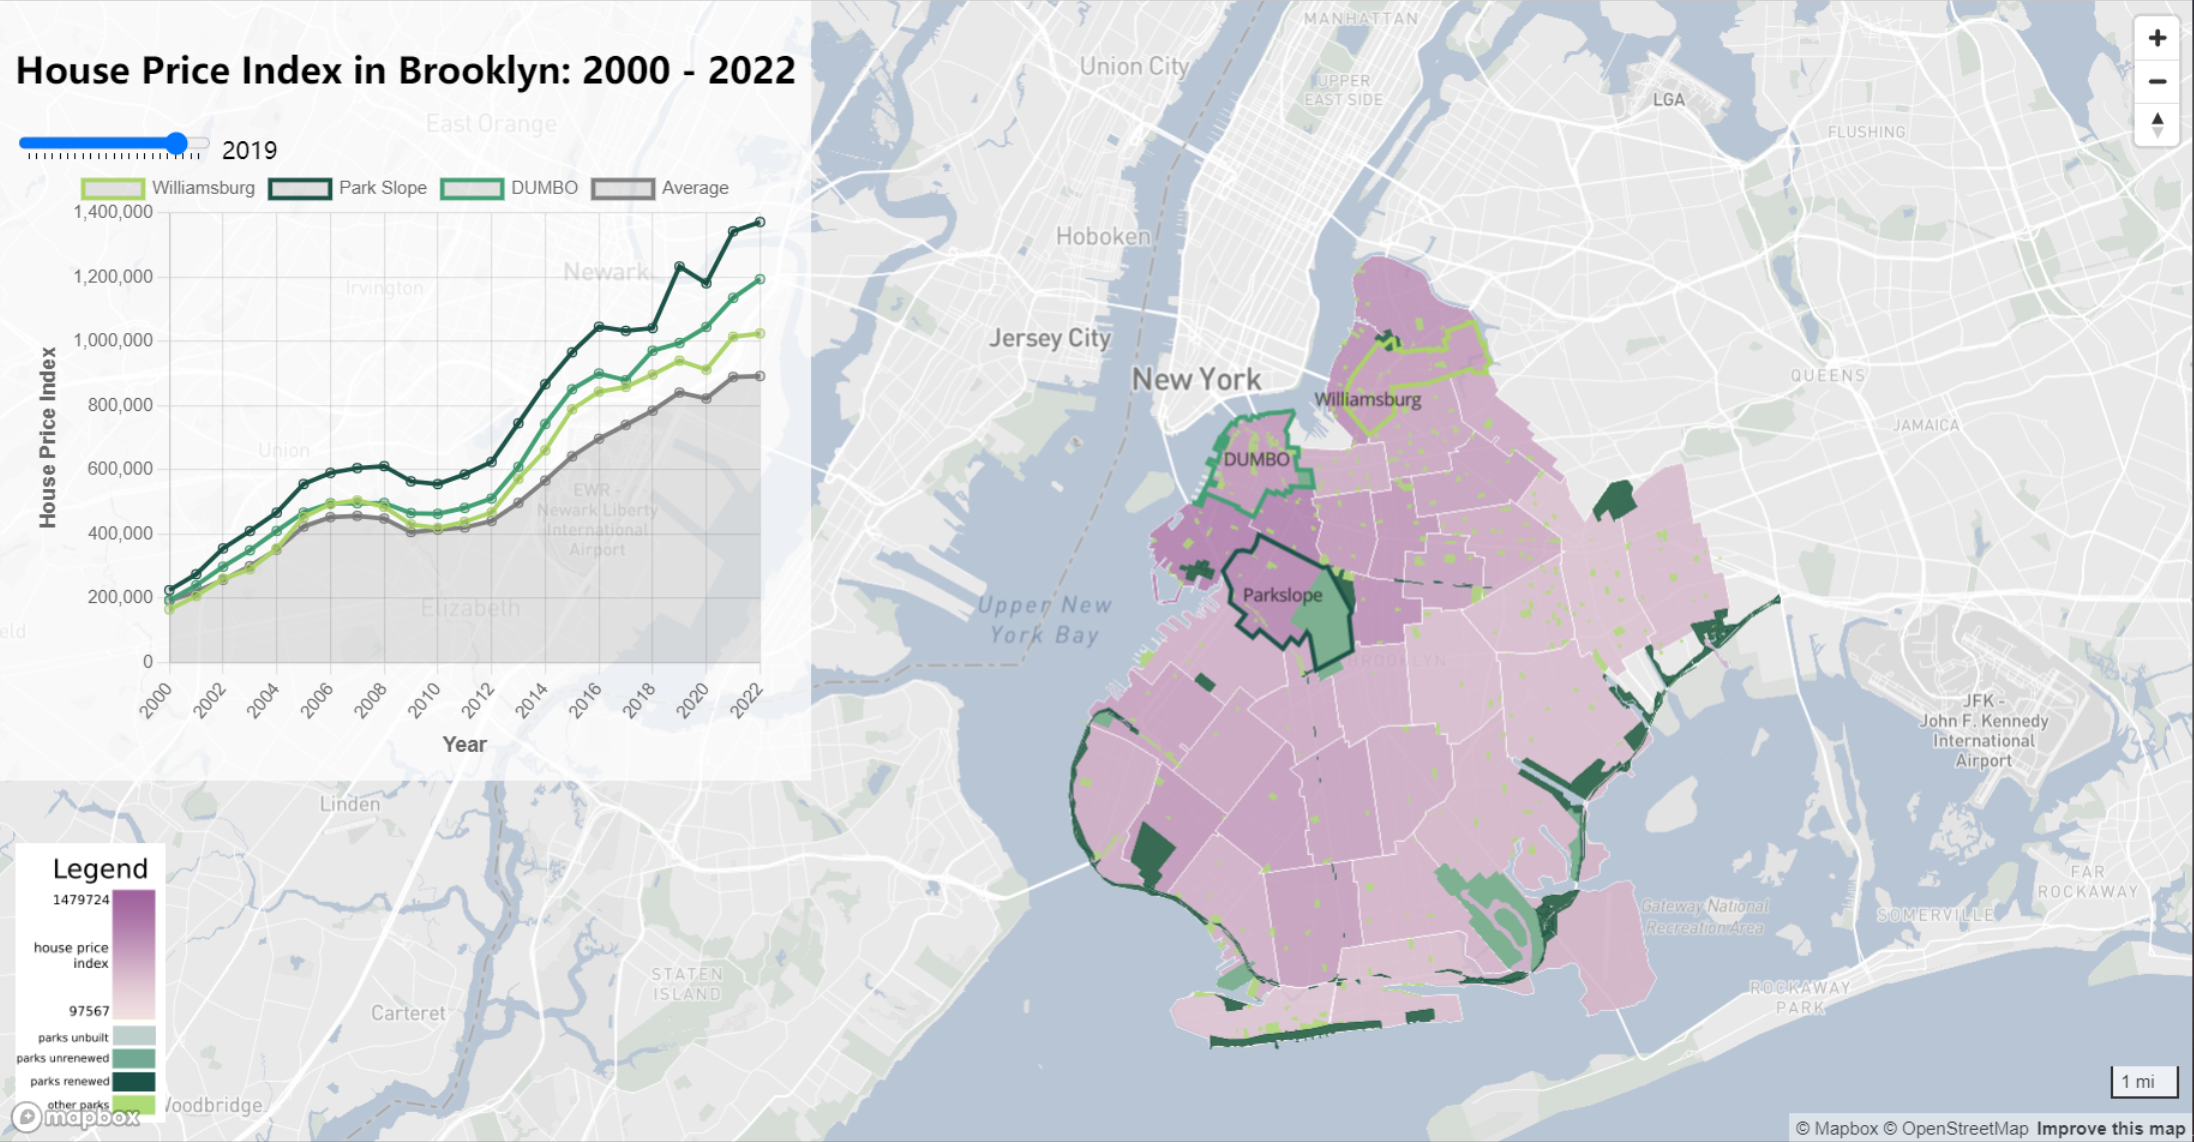 House Price Index in Brooklyn: 2000 - 2022
2019
Williamsburg Park Slope DUMBO Average
1,400,000
1,200,000
1,000,000
800,000
600,000
400,000
200,000
0
House Price Index
2000 2002 2004 2006 2008 2010 2012 2014 2016 2018 2020 2022
Year
East Orange
Newark
Irvington
Union
EWR -
Newark Liberty
International
Airport
Elizabeth
Linden
Carteret
STATEN
ISLAND
Legend
1479724
house price
index
97567
parks unbuilt
parks unrenewed
parks renewed
other parks
mapbox
MANHATTAN
Union City
UPPER
EAST SIDE
LGA
FLUSHING
Hoboken
Jersey City
New York
QUEENS
JAMAICA
Williamsburg
DUMBO
Parkslope
BROOKLYN
Upper New
York Bay
JFK -
John F. Kennedy
International
Airport
FAR
ROCKAWAY
Gateway National
Recreation Area
SOMERVILLE
ROCKAWAY
PARK
1 mi
© Mapbox © OpenStreetMap Improve this map